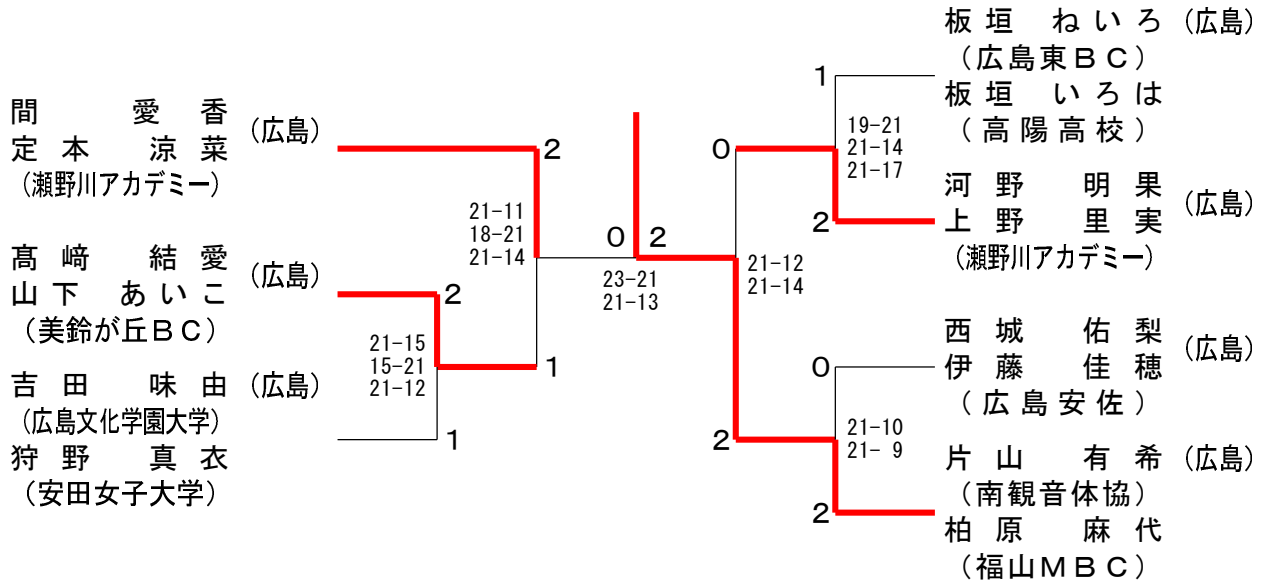 間 愛 香
定 本 涼 菜 (広島)
(瀬野川アカデミー)
髙 﨑 結 愛
山 下 あ い こ (広島)
(美鈴が丘BC)
吉 田 味 由 (広島)
(広島文化学園大学)
狩 野 真 衣
(安田女子大学)
2
21-11
18-21
21-14
2
21-15
15-21
21-12
1
1
0 2
23-21
21-13
0
21-12
21-14
2
1
19-21
21-14
21-17
2
0
21-10
21- 9
2
板 垣 ね い ろ (広島)
(広島東BC)
板 垣 い ろ は
(高陽高校)
河 野 明 果
上 野 里 実 (広島)
(瀬野川アカデミー)
西 城 佑 梨
伊 藤 佳 穂 (広島)
(広島安佐)
片 山 有 希 (広島)
(南観音体協)
柏 原 麻 代
(福山MBC)